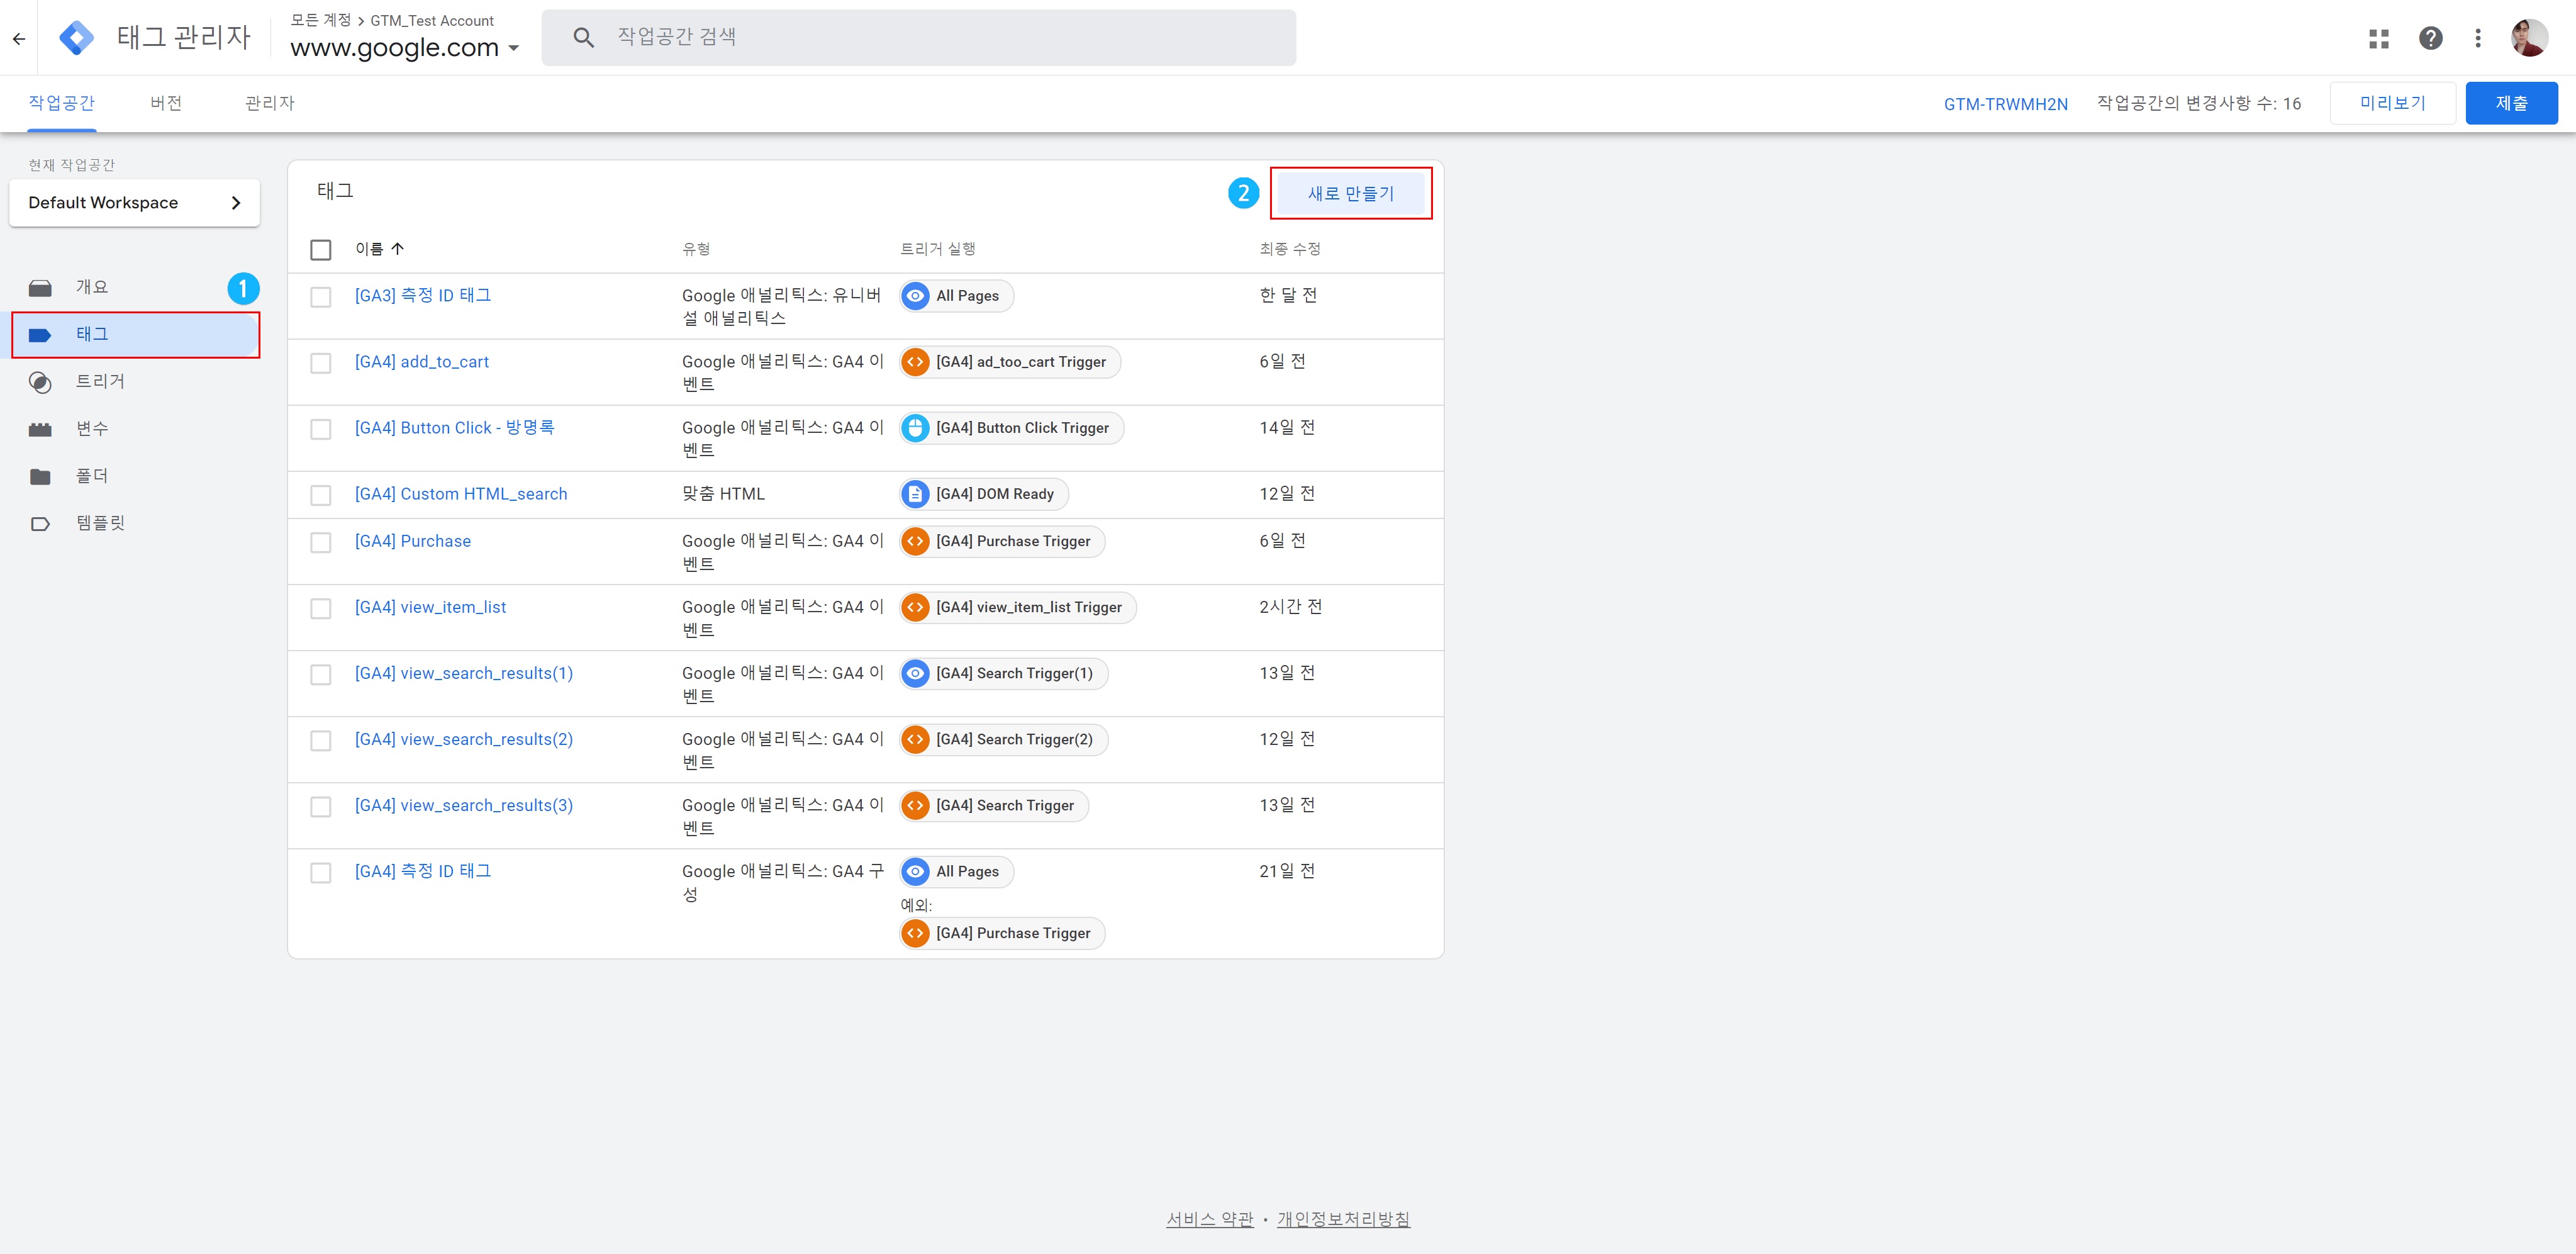 모든 계정 > GTM_Test Account
태그 관리자
www.google.com
작업공간 검색
작업공간
버전
관리자
GTM-TRWMH2N
작업공간의 변경사항 수: 16
미리보기
제출
현재 작업공간
Default Workspace
개요
1
태그
트리거
변수
폴더
템플릿
태그
2
새로 만들기
이름 유형 트리거 실행 최종 수정
[GA3] 측정 ID 태그 Google 애널리틱스: 유니버 All Pages 한 달 전
설 애널리틱스
[GA4] add_to_cart Google 애널리틱스: GA4 이 [GA4] ad_too_cart Trigger 6일 전
벤트
[GA4] Button Click - 방명록 Google 애널리틱스: GA4 이 [GA4] Button Click Trigger 14일 전
벤트
[GA4] Custom HTML_search 맞춤 HTML [GA4] DOM Ready 12일 전
[GA4] Purchase Google 애널리틱스: GA4 이 [GA4] Purchase Trigger 6일 전
벤트
[GA4] view_item_list Google 애널리틱스: GA4 이 [GA4] view_item_list Trigger 2시간 전
벤트
[GA4] view_search_results(1) Google 애널리틱스: GA4 이 [GA4] Search Trigger(1) 13일 전
벤트
[GA4] view_search_results(2) Google 애널리틱스: GA4 이 [GA4] Search Trigger(2) 12일 전
벤트
[GA4] view_search_results(3) Google 애널리틱스: GA4 이 [GA4] Search Trigger 13일 전
벤트
[GA4] 측정 ID 태그 Google 애널리틱스: GA4 구 All Pages 21일 전
성
예외:
[GA4] Purchase Trigger
서비스 약관 • 개인정보처리방침